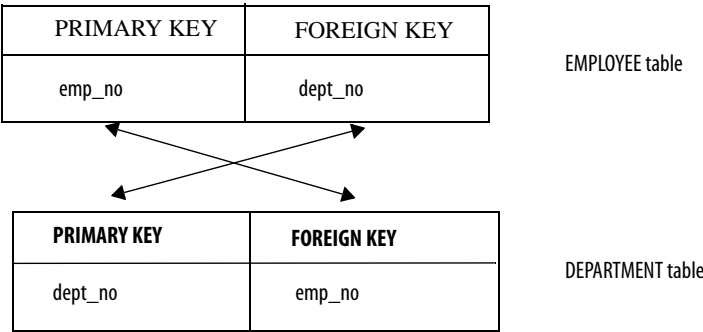 PRIMARY KEY FOREIGN KEY
EMPLOYEE table
emp_no dept_no
PRIMARY KEY FOREIGN KEY
DEPARTMENT table
dept_no emp_no